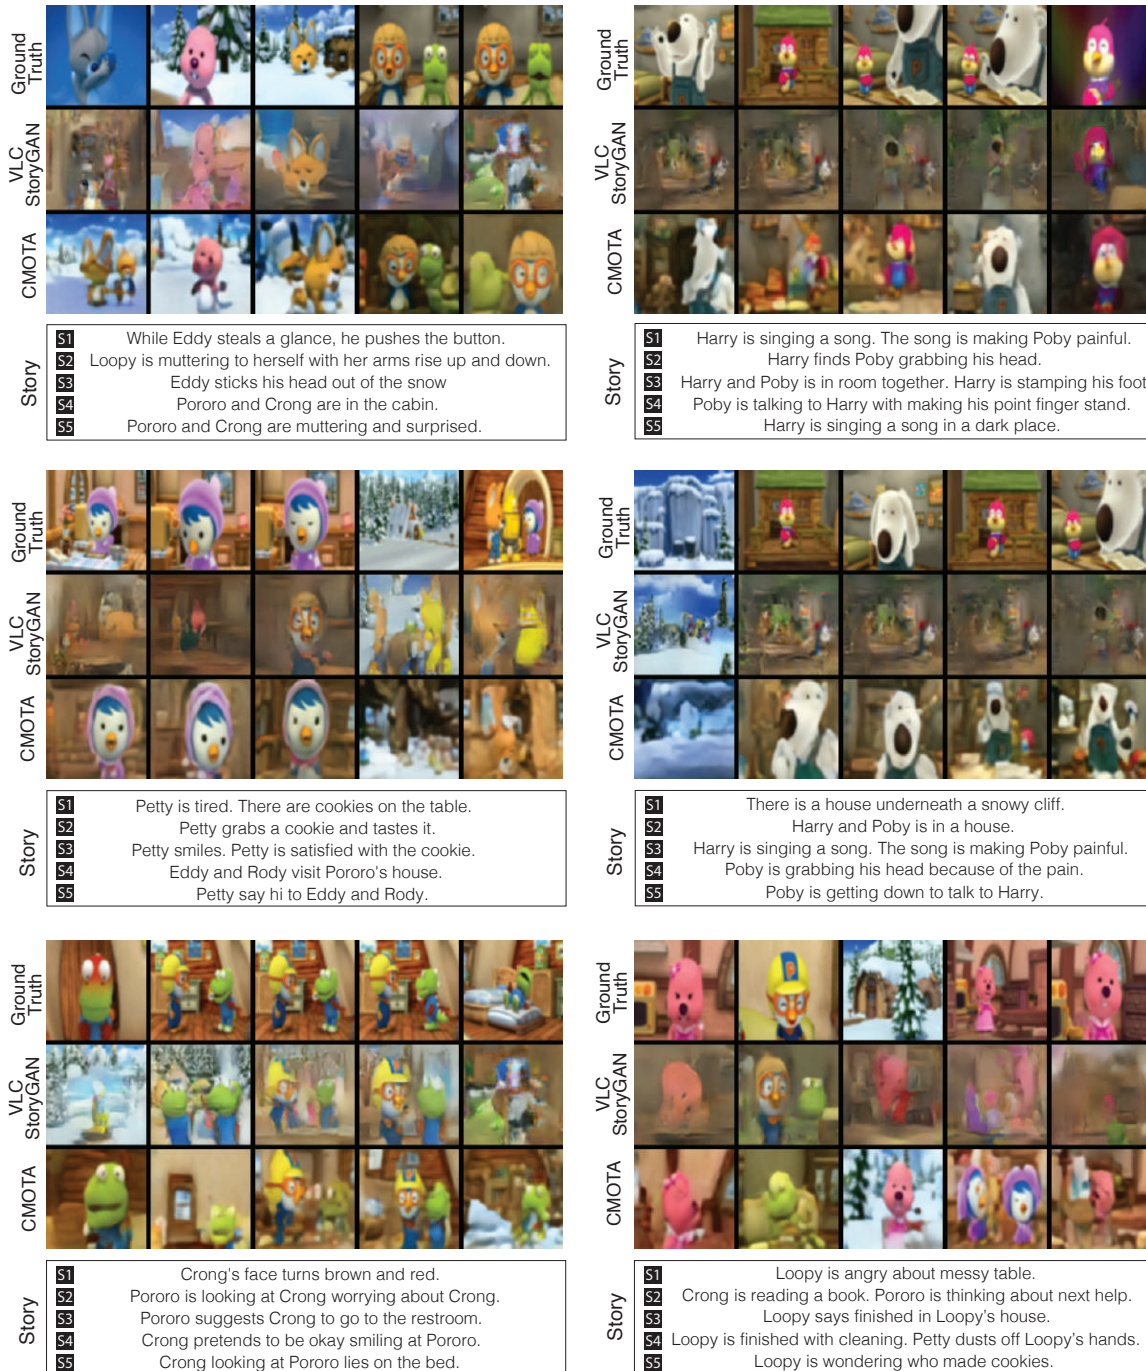 Ground Truth
VLC StoryGAN
CMOTA
Story
S1 While Eddy steals a glance, he pushes the button.
S2 Loopy is muttering to herself with her arms rise up and down.
S3 Eddy sticks his head out of the snow
S4 Pororo and Crong are in the cabin.
S5 Pororo and Crong are muttering and surprised.
Ground Truth
VLC StoryGAN
CMOTA
Story
S1 Harry is singing a song. The song is making Poby painful.
S2 Harry finds Poby grabbing his head.
S3 Harry and Poby is in room together. Harry is stamping his foot
S4 Poby is talking to Harry with making his point finger stand.
S5 Harry is singing a song in a dark place.
Ground Truth
VLC StoryGAN
CMOTA
Story
S1 Petty is tired. There are cookies on the table.
S2 Petty grabs a cookie and tastes it.
S3 Petty smiles. Petty is satisfied with the cookie.
S4 Eddy and Rody visit Pororo's house.
S5 Petty say hi to Eddy and Rody.
Ground Truth
VLC StoryGAN
CMOTA
Story
S1 There is a house underneath a snowy cliff.
S2 Harry and Poby is in a house.
S3 Harry is singing a song. The song is making Poby painful.
S4 Poby is grabbing his head because of the pain.
S5 Poby is getting down to talk to Harry.
Ground Truth
VLC StoryGAN
CMOTA
Story
S1 Crong's face turns brown and red.
S2 Pororo is looking at Crong worrying about Crong.
S3 Pororo suggests Crong to go to the restroom.
S4 Crong pretends to be okay smiling at Pororo.
S5 Crong looking at Pororo lies on the bed.
Ground Truth
VLC StoryGAN
CMOTA
Story
S1 Loopy is angry about messy table.
S2 Crong is reading a book. Pororo is thinking about next help.
S3 Loopy says finished in Loopy's house.
S4 Loopy is finished with cleaning. Petty dusts off Loopy's hands.
S5 Loopy is wondering who made cookies.